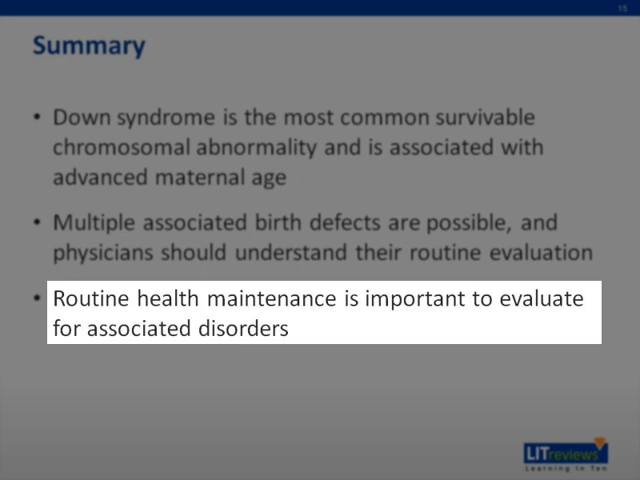 15
Summary
• Down syndrome is the most common survivable
chromosomal abnormality and is associated with
advanced maternal age
• Multiple associated birth defects are possible, and
physicians should understand their routine evaluation
• Routine health maintenance is important to evaluate
for associated disorders
LITreviews
Learning In Ten